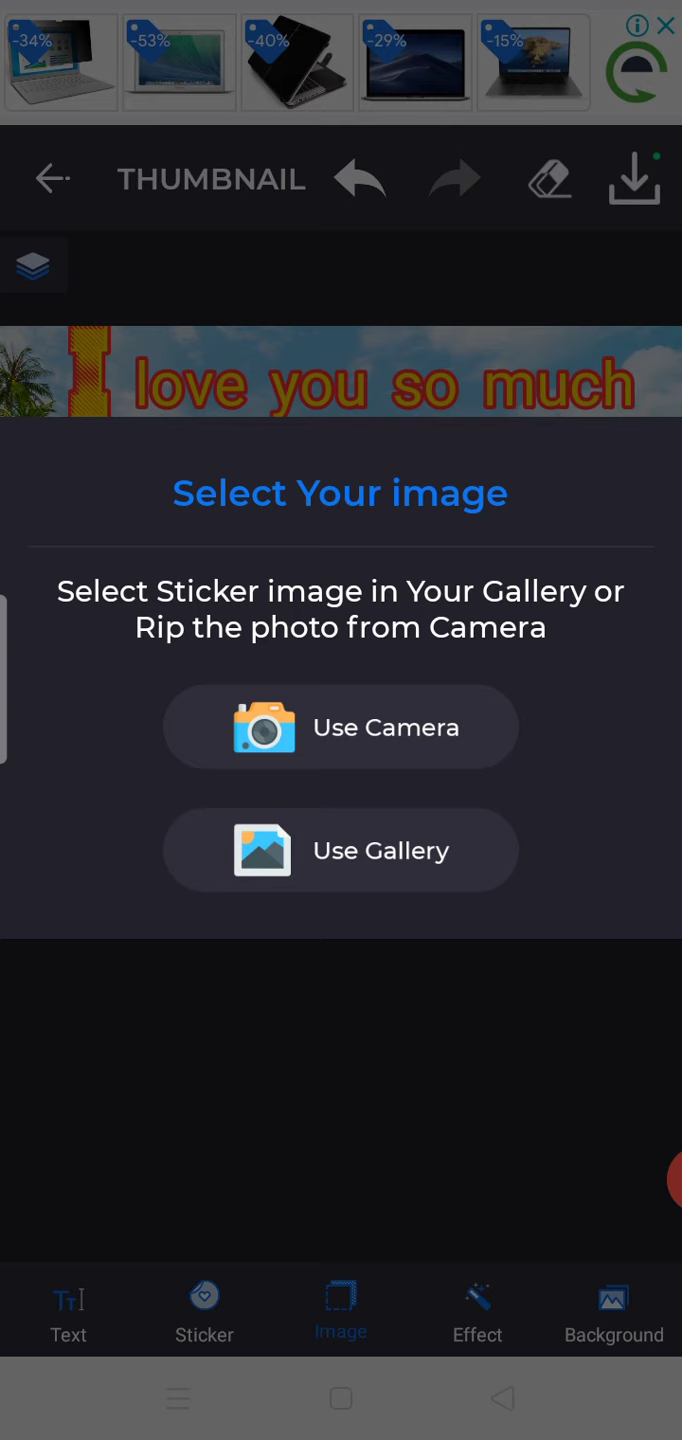 -34%
-53%
-40%
-29%
-15%
THUMBNAIL
I love you so much
Select Your image
Select Sticker image in Your Gallery or
Rip the photo from Camera
Use Camera
Use Gallery
Text
Sticker
Image
Effect
Background